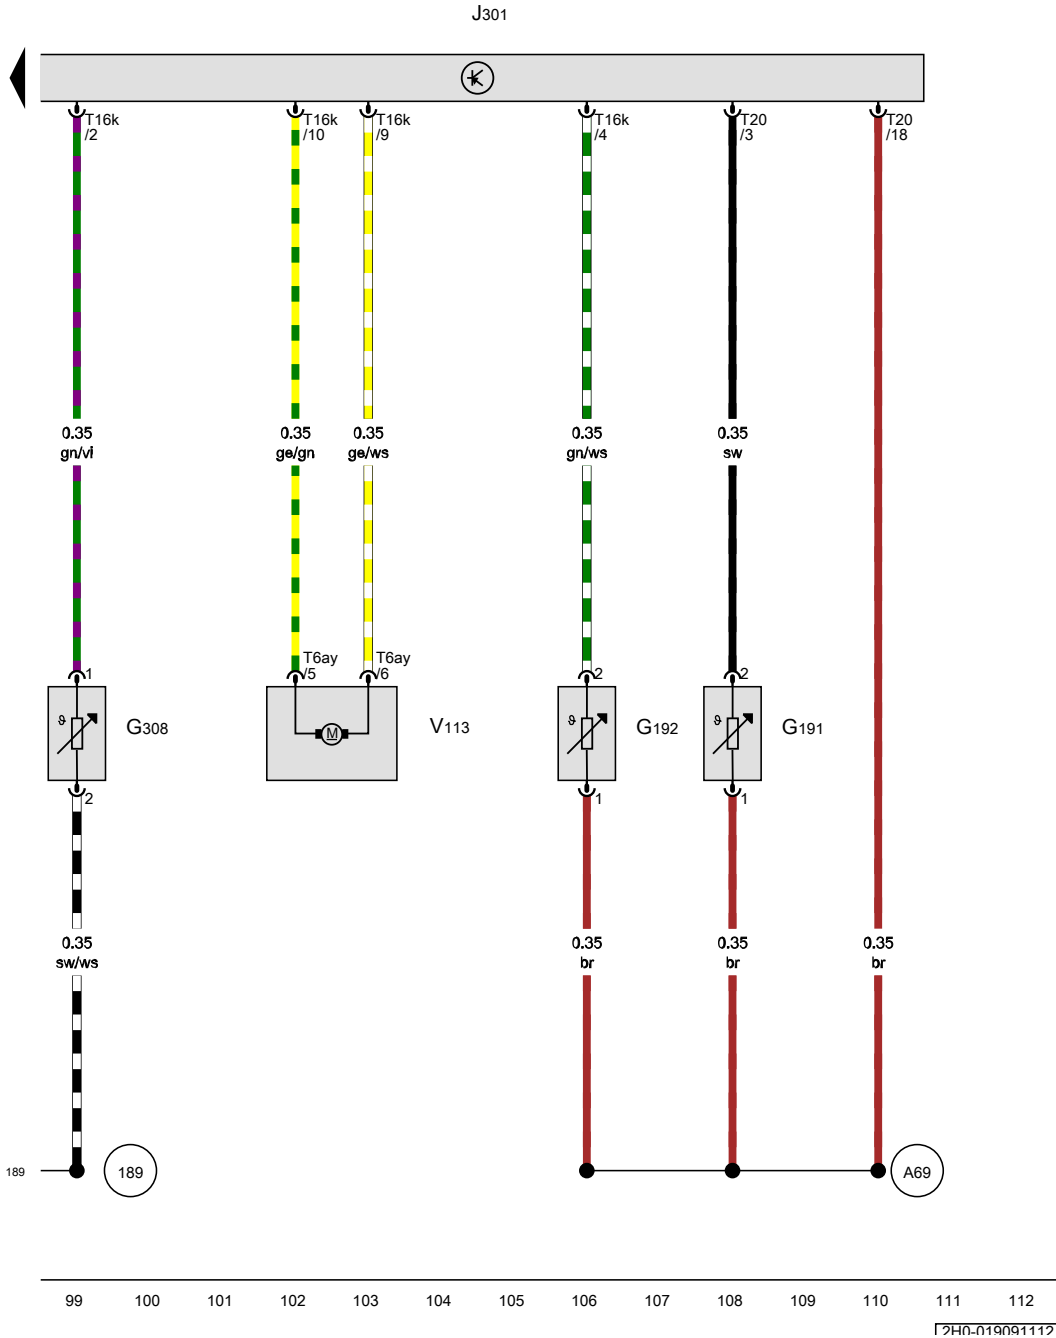 J301
T16k T16k T16k T16k T20 T20
/2 /10 /9 /4 /3 /18
0.35 0.35 0.35 0.35 0.35
gn/vi ge/gn ge/ws gn/ws sw
T6ay T6ay
1 /5 /6 2 2
G308 V113 G192 G191
M
ϑ ϑ ϑ
2 1 1
0.35 0.35 0.35 0.35
sw/ws br br br
189 189 A69
99 100 101 102 103 104 105 106 107 108 109 110 111 112
2H0-019091112